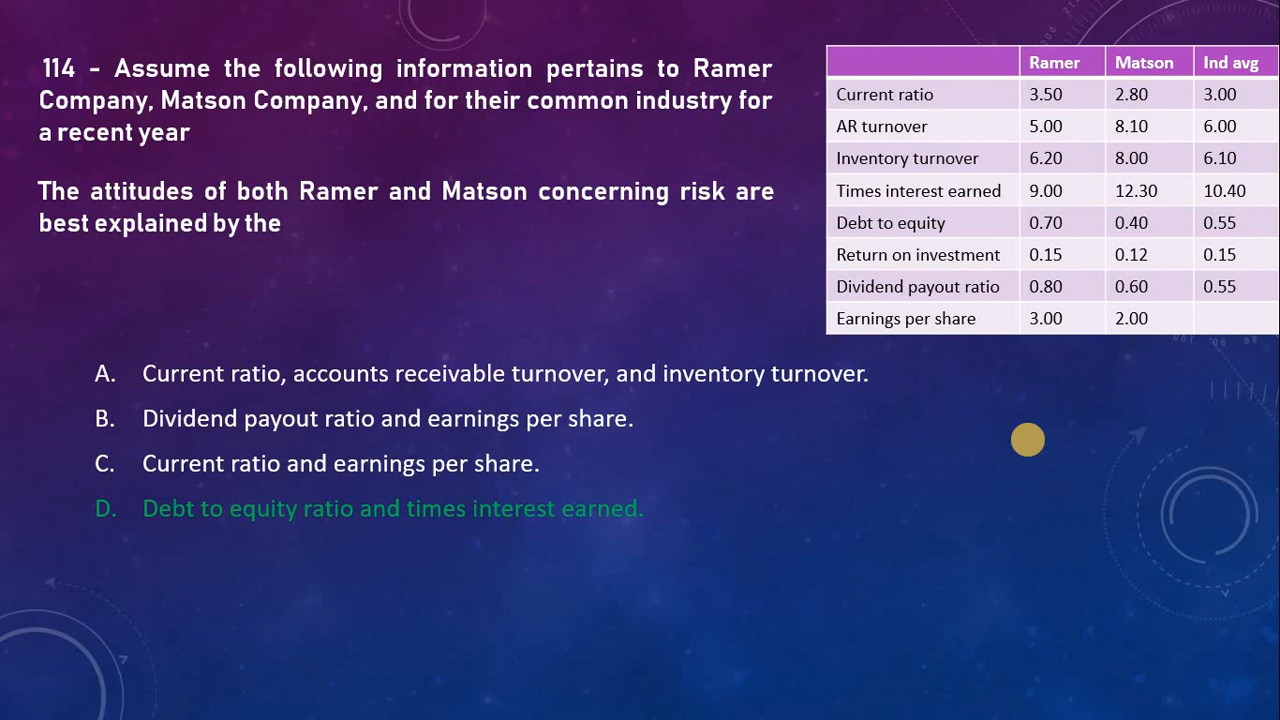 114 - Assume the following information pertains to Ramer
Company, Matson Company, and for their common industry for
a recent year
The attitudes of both Ramer and Matson concerning risk are
best explained by the
Ramer Matson Ind avg
Current ratio 3.50 2.80 3.00
AR turnover 5.00 8.10 6.00
Inventory turnover 6.20 8.00 6.10
Times interest earned 9.00 12.30 10.40
Debt to equity 0.70 0.40 0.55
Return on investment 0.15 0.12 0.15
Dividend payout ratio 0.80 0.60 0.55
Earnings per share 3.00 2.00
A. Current ratio, accounts receivable turnover, and inventory turnover.
B. Dividend payout ratio and earnings per share.
C. Current ratio and earnings per share.
D. Debt to equity ratio and times interest earned.